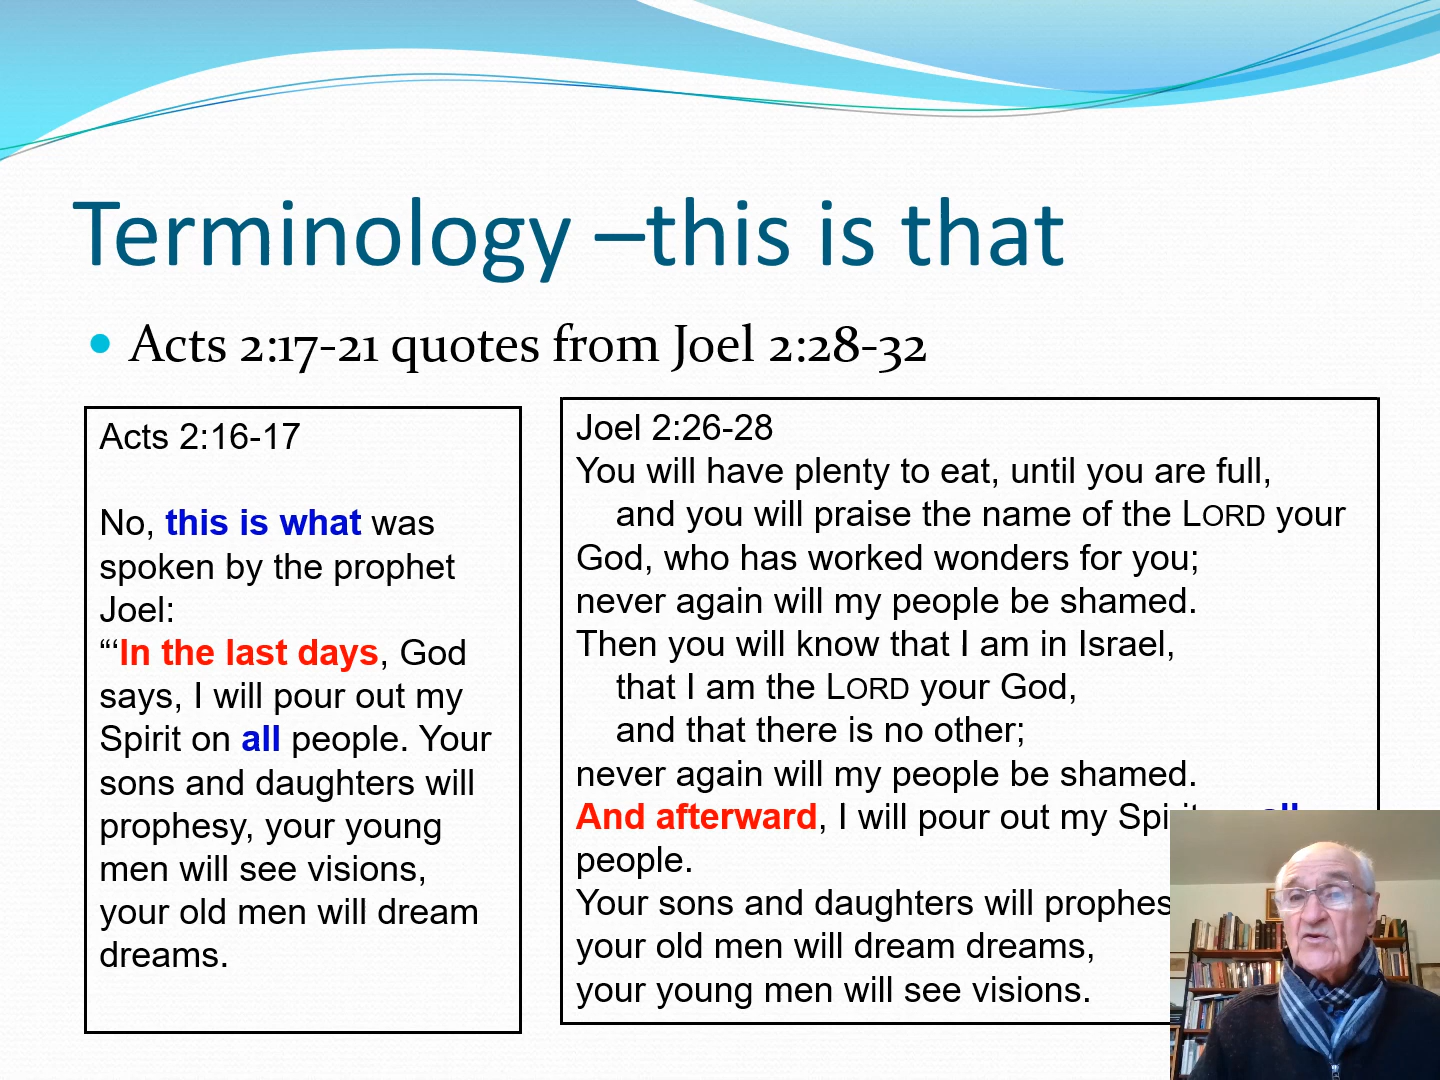 Terminology –this is that
• Acts 2:17-21 quotes from Joel 2:28-32
Acts 2:16-17
No, this is what was
spoken by the prophet
Joel:
“‘In the last days, God
says, I will pour out my
Spirit on all people. Your
sons and daughters will
prophesy, your young
men will see visions,
your old men will dream
dreams.
Joel 2:26-28
You will have plenty to eat, until you are full,
and you will praise the name of the LORD your
God, who has worked wonders for you;
never again will my people be shamed.
Then you will know that I am in Israel,
that I am the LORD your God,
and that there is no other;
never again will my people be shamed.
And afterward, I will pour out my
people.
Your sons and daughters will
your old men will dream dreams,
your young men will see visions.